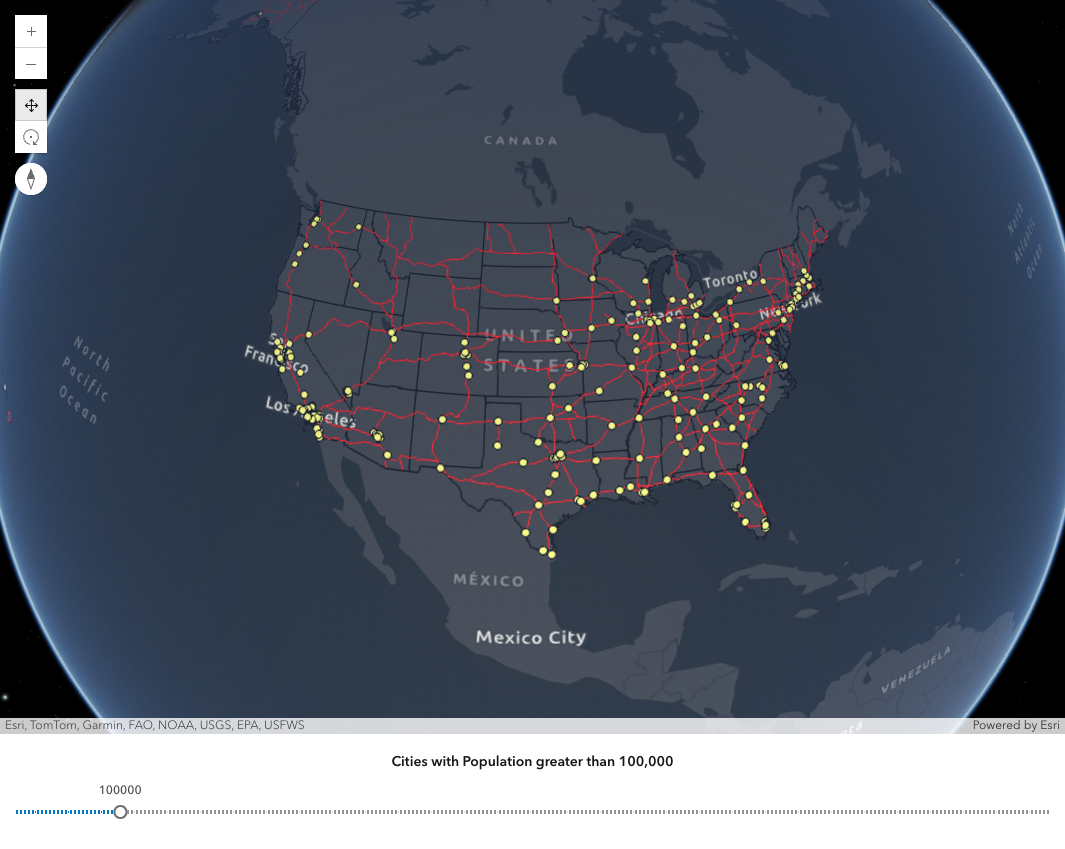 CANADA
North
Atlantic
Ocean
Toronto
Chicago
New York
UNITED
STATES
San
Francisco
North
Pacific
Ocean
Los Angeles
MÉXICO
Mexico City
VENEZUELA
Esri, TomTom, Garmin, FAO, NOAA, USGS, EPA, USFWS
Powered by Esri
Cities with Population greater than 100,000
100000